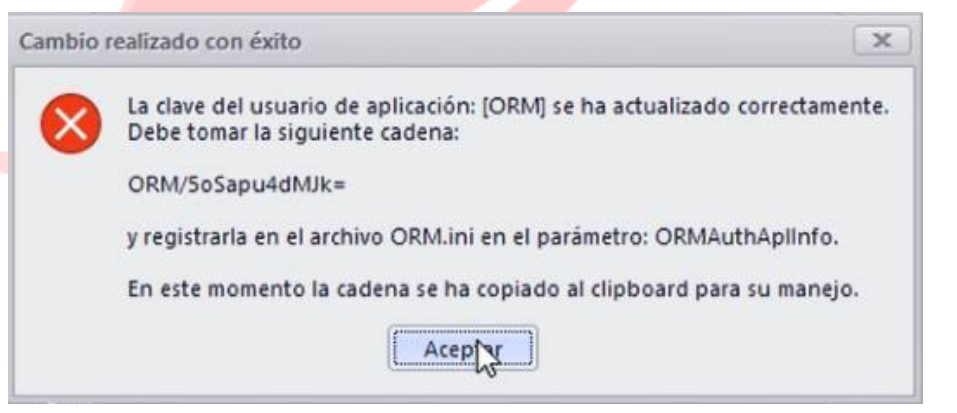 Cambio realizado con éxito
La clave del usuario de aplicación: [ORM] se ha actualizado correctamente.
Debe tomar la siguiente cadena:
ORM/5oSapu4dMJk=
y registrarla en el archivo ORM.ini en el parámetro: ORMAuthAplInfo.
En este momento la cadena se ha copiado al clipboard para su manejo.
Aceptar